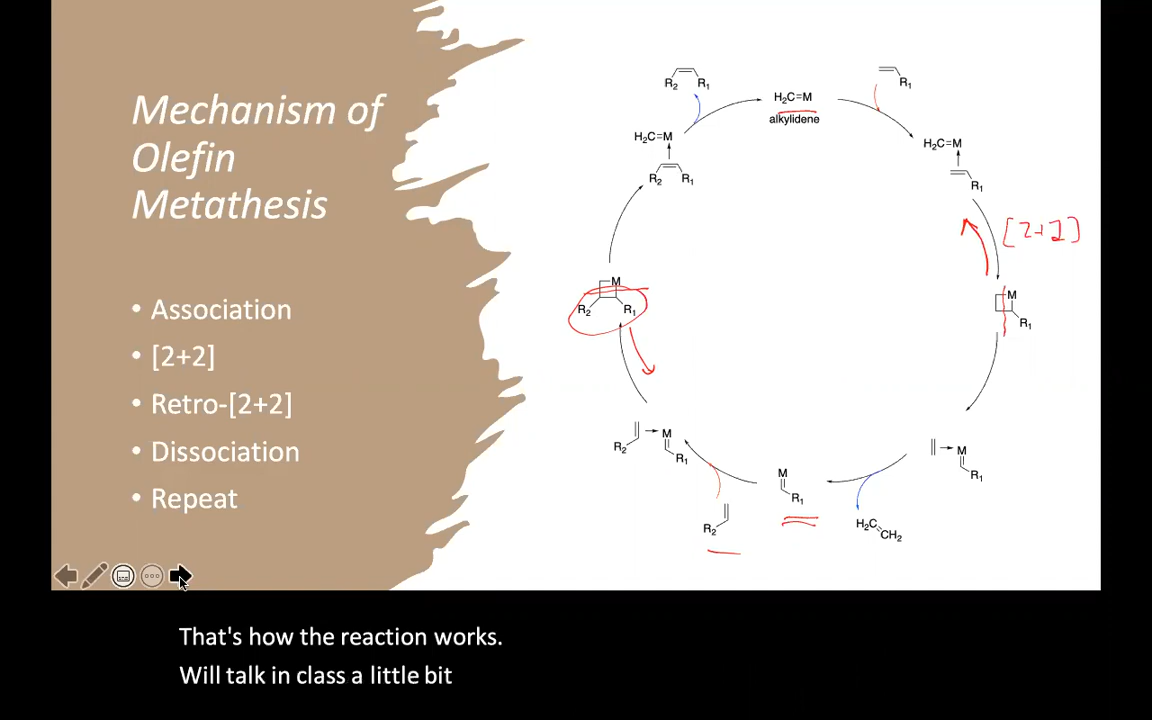 Mechanism of
Olefin
Metathesis
• Association
• [2+2]
• Retro-[2+2]
• Dissociation
• Repeat
R₂ R₁
H₂C=M
alkylidene
R₁
H₂C=M
R₂ R₁
H₂C=M
R₁
[2+2]
M
R₂ R₁
M
R₁
R₂ M
R₁
M
R₁
M
R₁
R₂
H₂C CH₂
That's how the reaction works.
Will talk in class a little bit